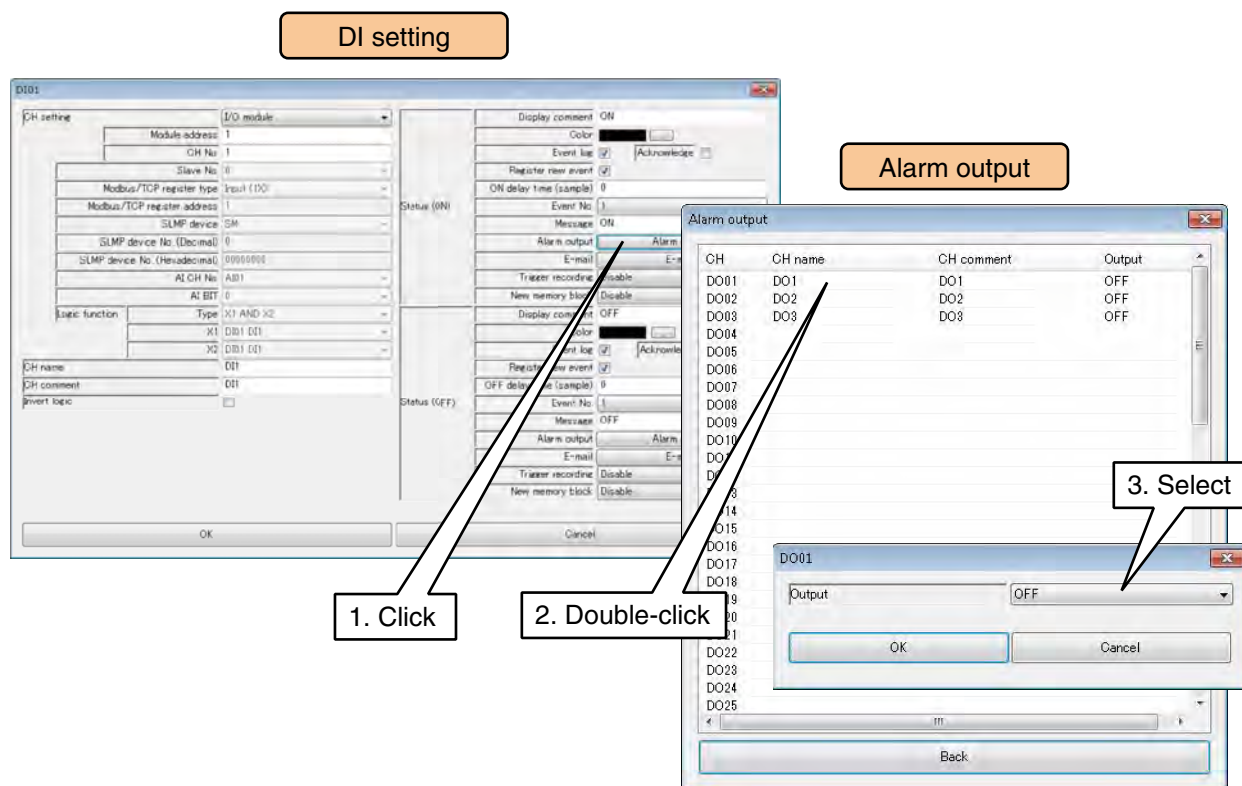 DI setting
DI01
CH setting I/O module
Module address 1
CH No 1
Slave No 0
Modbus/TCP register type Input (1X)
Modbus/TCP register address 1
SLMP device SM
SLMP device No. (Decimal) 0
SLMP device No. (Hexadecimal) 00000000
AI CH No AI01
AI BIT 0
Logic function Type X1 AND X2
X1 DI01 DI1
X2 DI01 DI1
CH name DI1
CH comment DI1
Invert logic
Status (ON)
Display comment ON
Color
Event log Acknowledge
Register new event
ON delay time (sample) 0
Event No 1
Message ON
Alarm output Alarm
E-mail
Trigger recording Disable
New memory block Disable
Status (OFF)
Display comment OFF
Color
Event log
Register new event
OFF delay time (sample) 0
Event No 1
Message OFF
Alarm output Alarm
E-mail
Trigger recording Disable
New memory block Disable
OK Cancel
1. Click
2. Double-click
Alarm output
Alarm output
CH CH name CH comment Output
DO01 DO1 DO1 OFF
DO02 DO2 DO2 OFF
DO03 DO3 DO3 OFF
DO04
DO05
DO06
DO07
DO08
DO09
DO10
DO15
DO16
DO17
DO18
DO22
DO23
DO24
DO25
Back
3. Select
DO01
Output OFF
OK Cancel